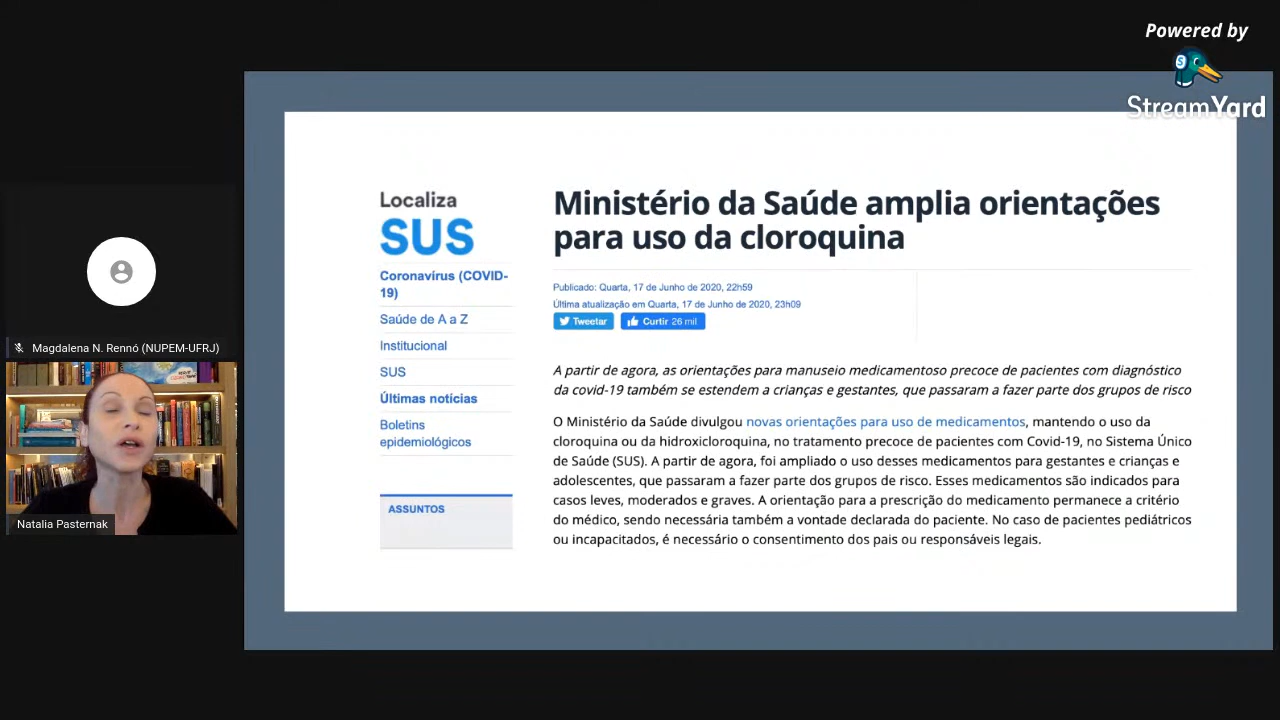 Powered by
StreamYard
Localiza
SUS
Coronavírus (COVID-
19)
Saúde de A a Z
Institucional
SUS
Últimas notícias
Boletins
epidemiológicos
ASSUNTOS
Ministério da Saúde amplia orientações
para uso da cloroquina
Publicado: Quarta, 17 de Junho de 2020, 22h59
Última atualização em Quarta, 17 de Junho de 2020, 23h09
Tweetar Curtir 26 mil
A partir de agora, as orientações para manuseio medicamentoso precoce de pacientes com diagnóstico
da covid-19 também se estendem a crianças e gestantes, que passaram a fazer parte dos grupos de risco
O Ministério da Saúde divulgou novas orientações para uso de medicamentos, mantendo o uso da
cloroquina ou da hidroxicloroquina, no tratamento precoce de pacientes com Covid-19, no Sistema Único
de Saúde (SUS). A partir de agora, foi ampliado o uso desses medicamentos para gestantes e crianças e
adolescentes, que passaram a fazer parte dos grupos de risco. Esses medicamentos são indicados para
casos leves, moderados e graves. A orientação para a prescrição do medicamento permanece a critério
do médico, sendo necessária também a vontade declarada do paciente. No caso de pacientes pediátricos
ou incapacitados, é necessário o consentimento dos pais ou responsáveis legais.
Magdalena N. Rennó (NUPEM-UFRJ)
Natalia Pasternak